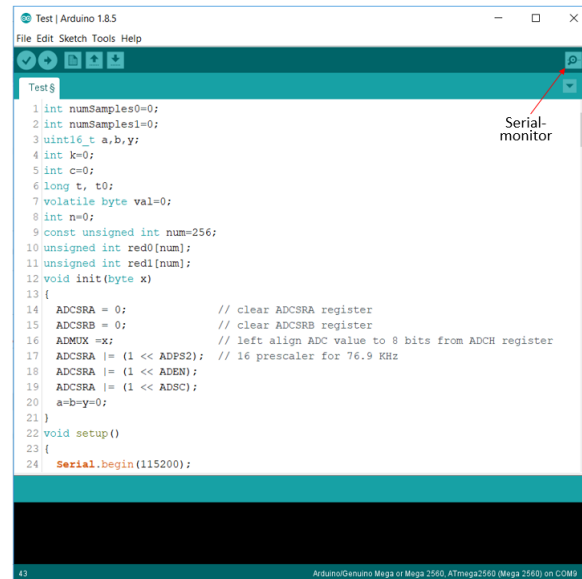 Test | Arduino 1.8.5
File Edit Sketch Tools Help
Test §
Serial-
monitor
1 int numSamples0=0;
2 int numSamples1=0;
3 uint16_t a,b,y;
4 int k=0;
5 int c=0;
6 long t, t0;
7 volatile byte val=0;
8 int n=0;
9 const unsigned int num=256;
10 unsigned int red0[num];
11 unsigned int red1[num];
12 void init(byte x)
13 {
14 ADCSRA = 0; // clear ADCSRA register
15 ADCSRB = 0; // clear ADCSRB register
16 ADMUX =x; // left align ADC value to 8 bits from ADCH register
17 ADCSRA |= (1 << ADPS2); // 16 prescaler for 76.9 KHz
18 ADCSRA |= (1 << ADEN);
19 ADCSRA |= (1 << ADSC);
20 a=b=y=0;
21 }
22 void setup()
23 {
24 Serial.begin(115200);
43 Arduino/Genuino Mega or Mega 2560, ATmega2560 (Mega 2560) on COM9